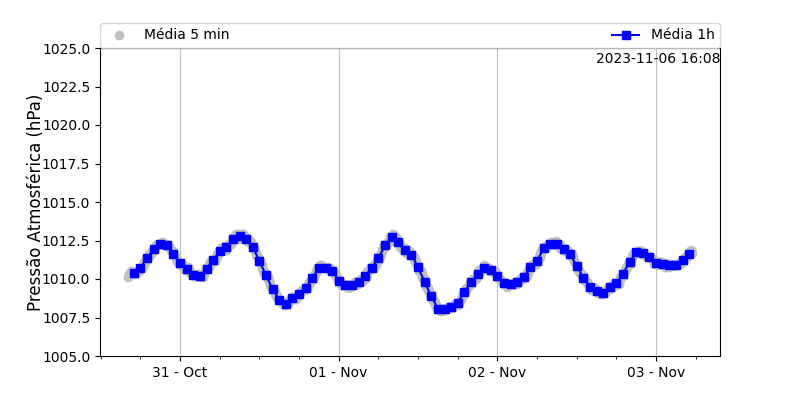 Média 5 min
Média 1h
2023-11-06 16:08
Pressão Atmosférica (hPa)
1025.0
1022.5
1020.0
1017.5
1015.0
1012.5
1010.0
1007.5
1005.0
31 - Oct
01 - Nov
02 - Nov
03 - Nov